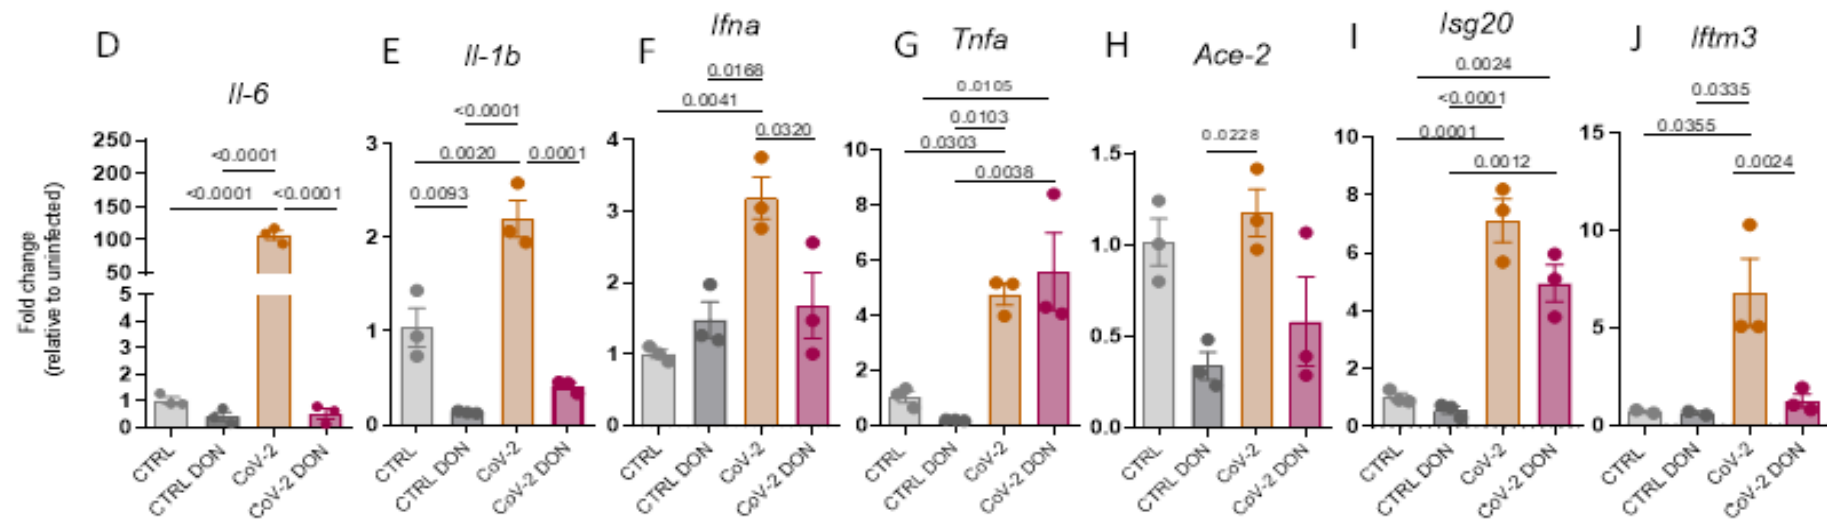 D
Il-6
<0.0001
<0.0001 <0.0001
250
200
150
100
50
5
4
3
2
1
0
Fold change
(relative to uninfected)
CTRL
CTRL DON
CoV-2
CoV-2 DON
E
Il-1b
<0.0001
0.0020 0.0001
0.0093
3
2
1
0
CTRL
CTRL DON
CoV-2
CoV-2 DON
F
Ifna
0.0168
0.0041
0.0320
4
3
2
1
0
CTRL
CTRL DON
CoV-2
CoV-2 DON
G
Tnfa
0.0105
0.0103
0.0303
0.0038
10
8
6
4
2
0
CTRL
CTRL DON
CoV-2
CoV-2 DON
H
Ace-2
0.0228
1.5
1.0
0.5
0.0
CTRL
CTRL DON
CoV-2
CoV-2 DON
I
Isg20
0.0024
<0.0001
0.0001
0.0012
10
8
6
4
2
0
CTRL
CTRL DON
CoV-2
CoV-2 DON
J
Iftm3
0.0335
0.0355
0.0024
15
10
5
0
CTRL
CTRL DON
CoV-2
CoV-2 DON